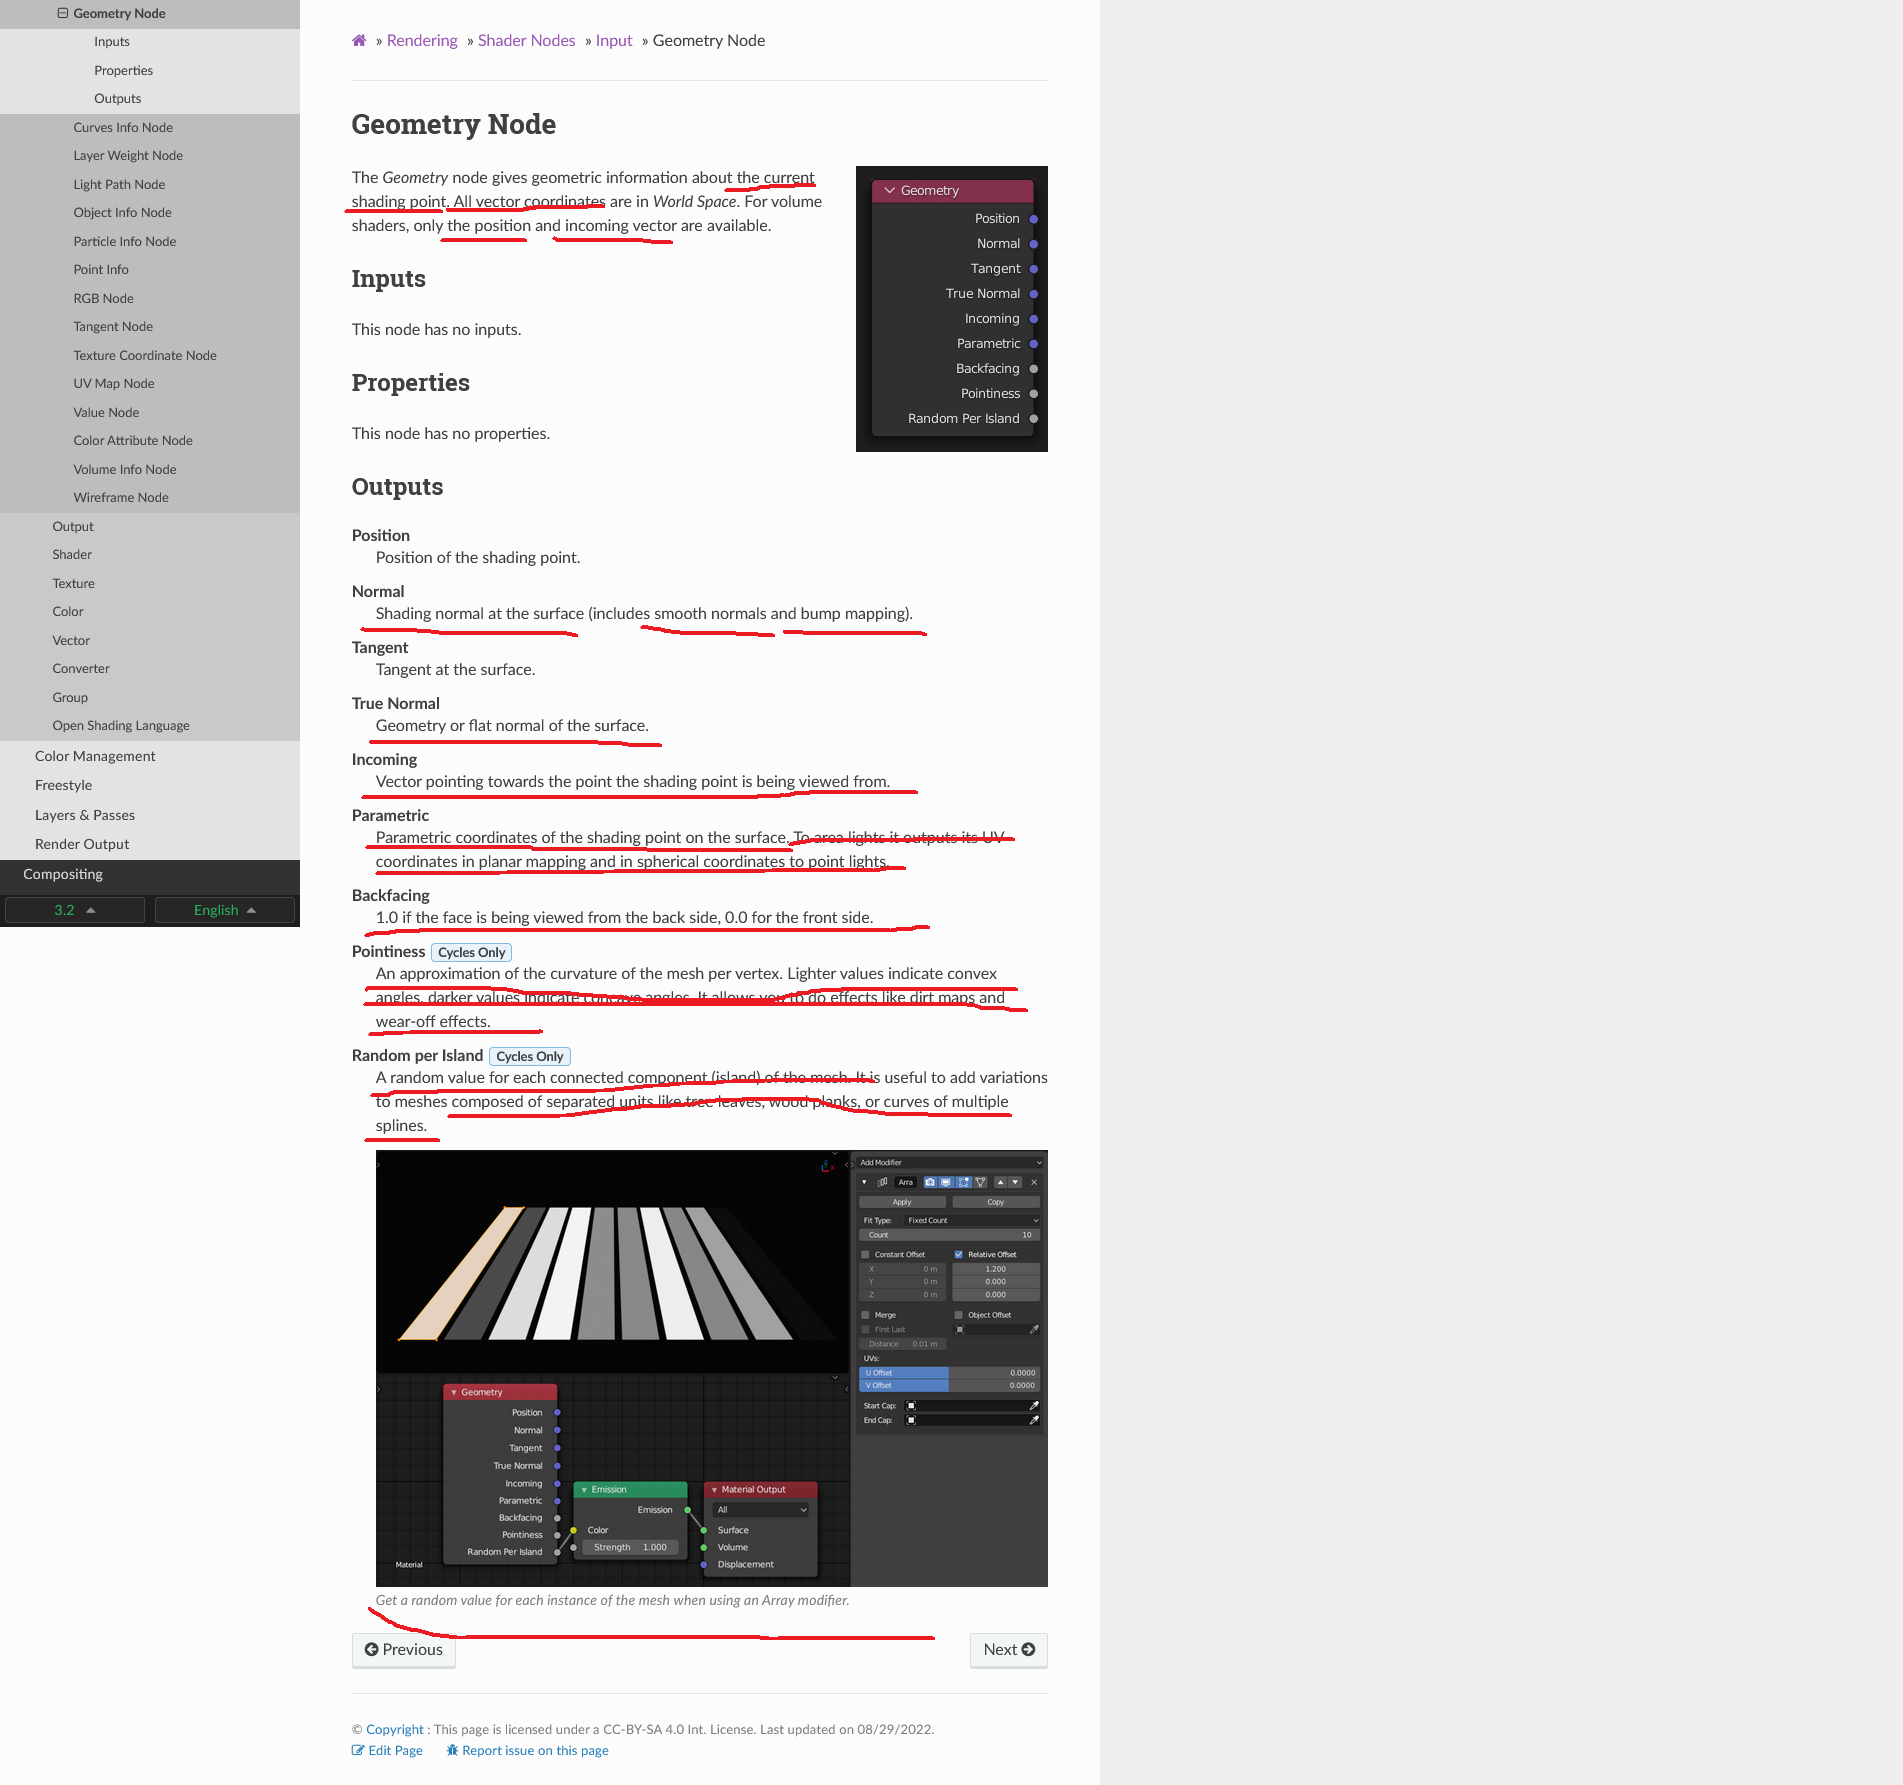 Geometry Node
Inputs
Properties
Outputs
Curves Info Node
Layer Weight Node
Light Path Node
Object Info Node
Particle Info Node
Point Info
RGB Node
Tangent Node
Texture Coordinate Node
UV Map Node
Value Node
Color Attribute Node
Volume Info Node
Wireframe Node
Output
Shader
Texture
Color
Vector
Converter
Group
Open Shading Language
Color Management
Freestyle
Layers & Passes
Render Output
Compositing
3.2
English
» Rendering » Shader Nodes » Input » Geometry Node
Geometry Node
The Geometry node gives geometric information about the current
shading point. All vector coordinates are in World Space. For volume
shaders, only the position and incoming vector are available.
Geometry
Position
Normal
Tangent
True Normal
Incoming
Parametric
Backfacing
Pointiness
Random Per Island
Inputs
This node has no inputs.
Properties
This node has no properties.
Outputs
Position
Position of the shading point.
Normal
Shading normal at the surface (includes smooth normals and bump mapping).
Tangent
Tangent at the surface.
True Normal
Geometry or flat normal of the surface.
Incoming
Vector pointing towards the point the shading point is being viewed from.
Parametric
Parametric coordinates of the shading point on the surface. To area lights it outputs its UV
coordinates in planar mapping and in spherical coordinates to point lights.
Backfacing
1.0 if the face is being viewed from the back side, 0.0 for the front side.
Pointiness Cycles Only
An approximation of the curvature of the mesh per vertex. Lighter values indicate convex
angles, darker values indicate concave angles. It allows you to do effects like dirt maps and
wear-off effects.
Random per Island Cycles Only
A random value for each connected component (island) of the mesh. It is useful to add variations
to meshes composed of separated units like tree leaves, wood planks, or curves of multiple
splines.
Add Modifier
Arra
Apply Copy
Fit Type: Fixed Count
Count 10
Constant Offset Relative Offset
X 0 m 1.200
Y 0 m 0.000
Z 0 m 0.000
Merge Object Offset
First Last
Distance 0.01 m
UVs:
U Offset 0.0000
V Offset 0.0000
Start Cap:
End Cap:
Geometry
Position
Normal
Tangent
True Normal
Incoming
Parametric
Backfacing
Pointiness
Random Per Island
Material
Emission
Emission
Color
Strength 1.000
Material Output
All
Surface
Volume
Displacement
Get a random value for each instance of the mesh when using an Array modifier.
Previous
Next
© Copyright : This page is licensed under a CC-BY-SA 4.0 Int. License. Last updated on 08/29/2022.
Edit Page Report issue on this page